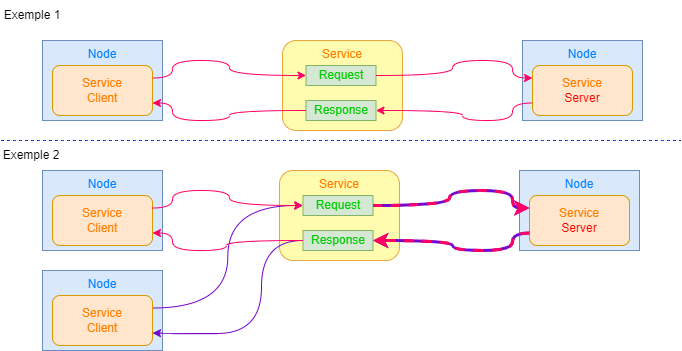 Exemple 1
Node
Service
Client
Service
Request
Response
Node
Service
Server
Exemple 2
Node
Service
Client
Service
Request
Response
Node
Service
Server
Node
Service
Client